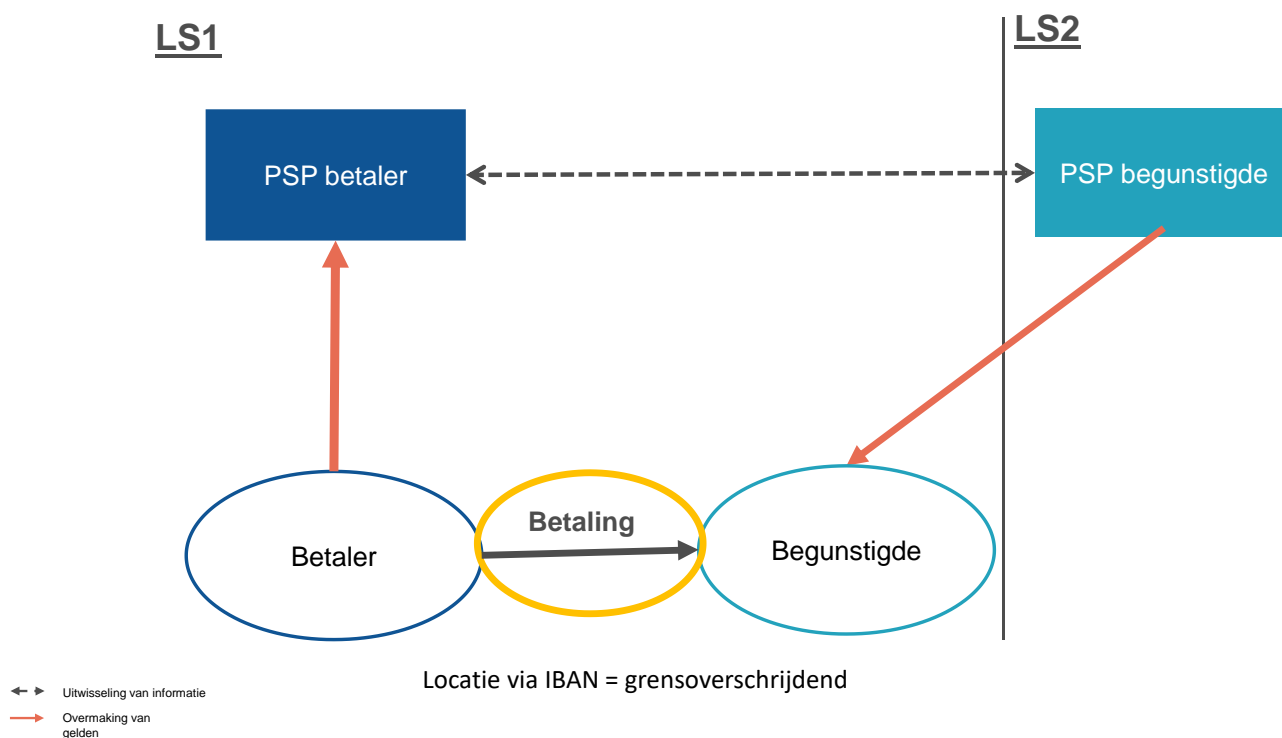 LS1
LS2
PSP betaler
PSP begunstigde
Betaling
Betaler
Begunstigde
Locatie via IBAN = grensoverschrijdend
Uitwisseling van informatie
Overmaking van
gelden